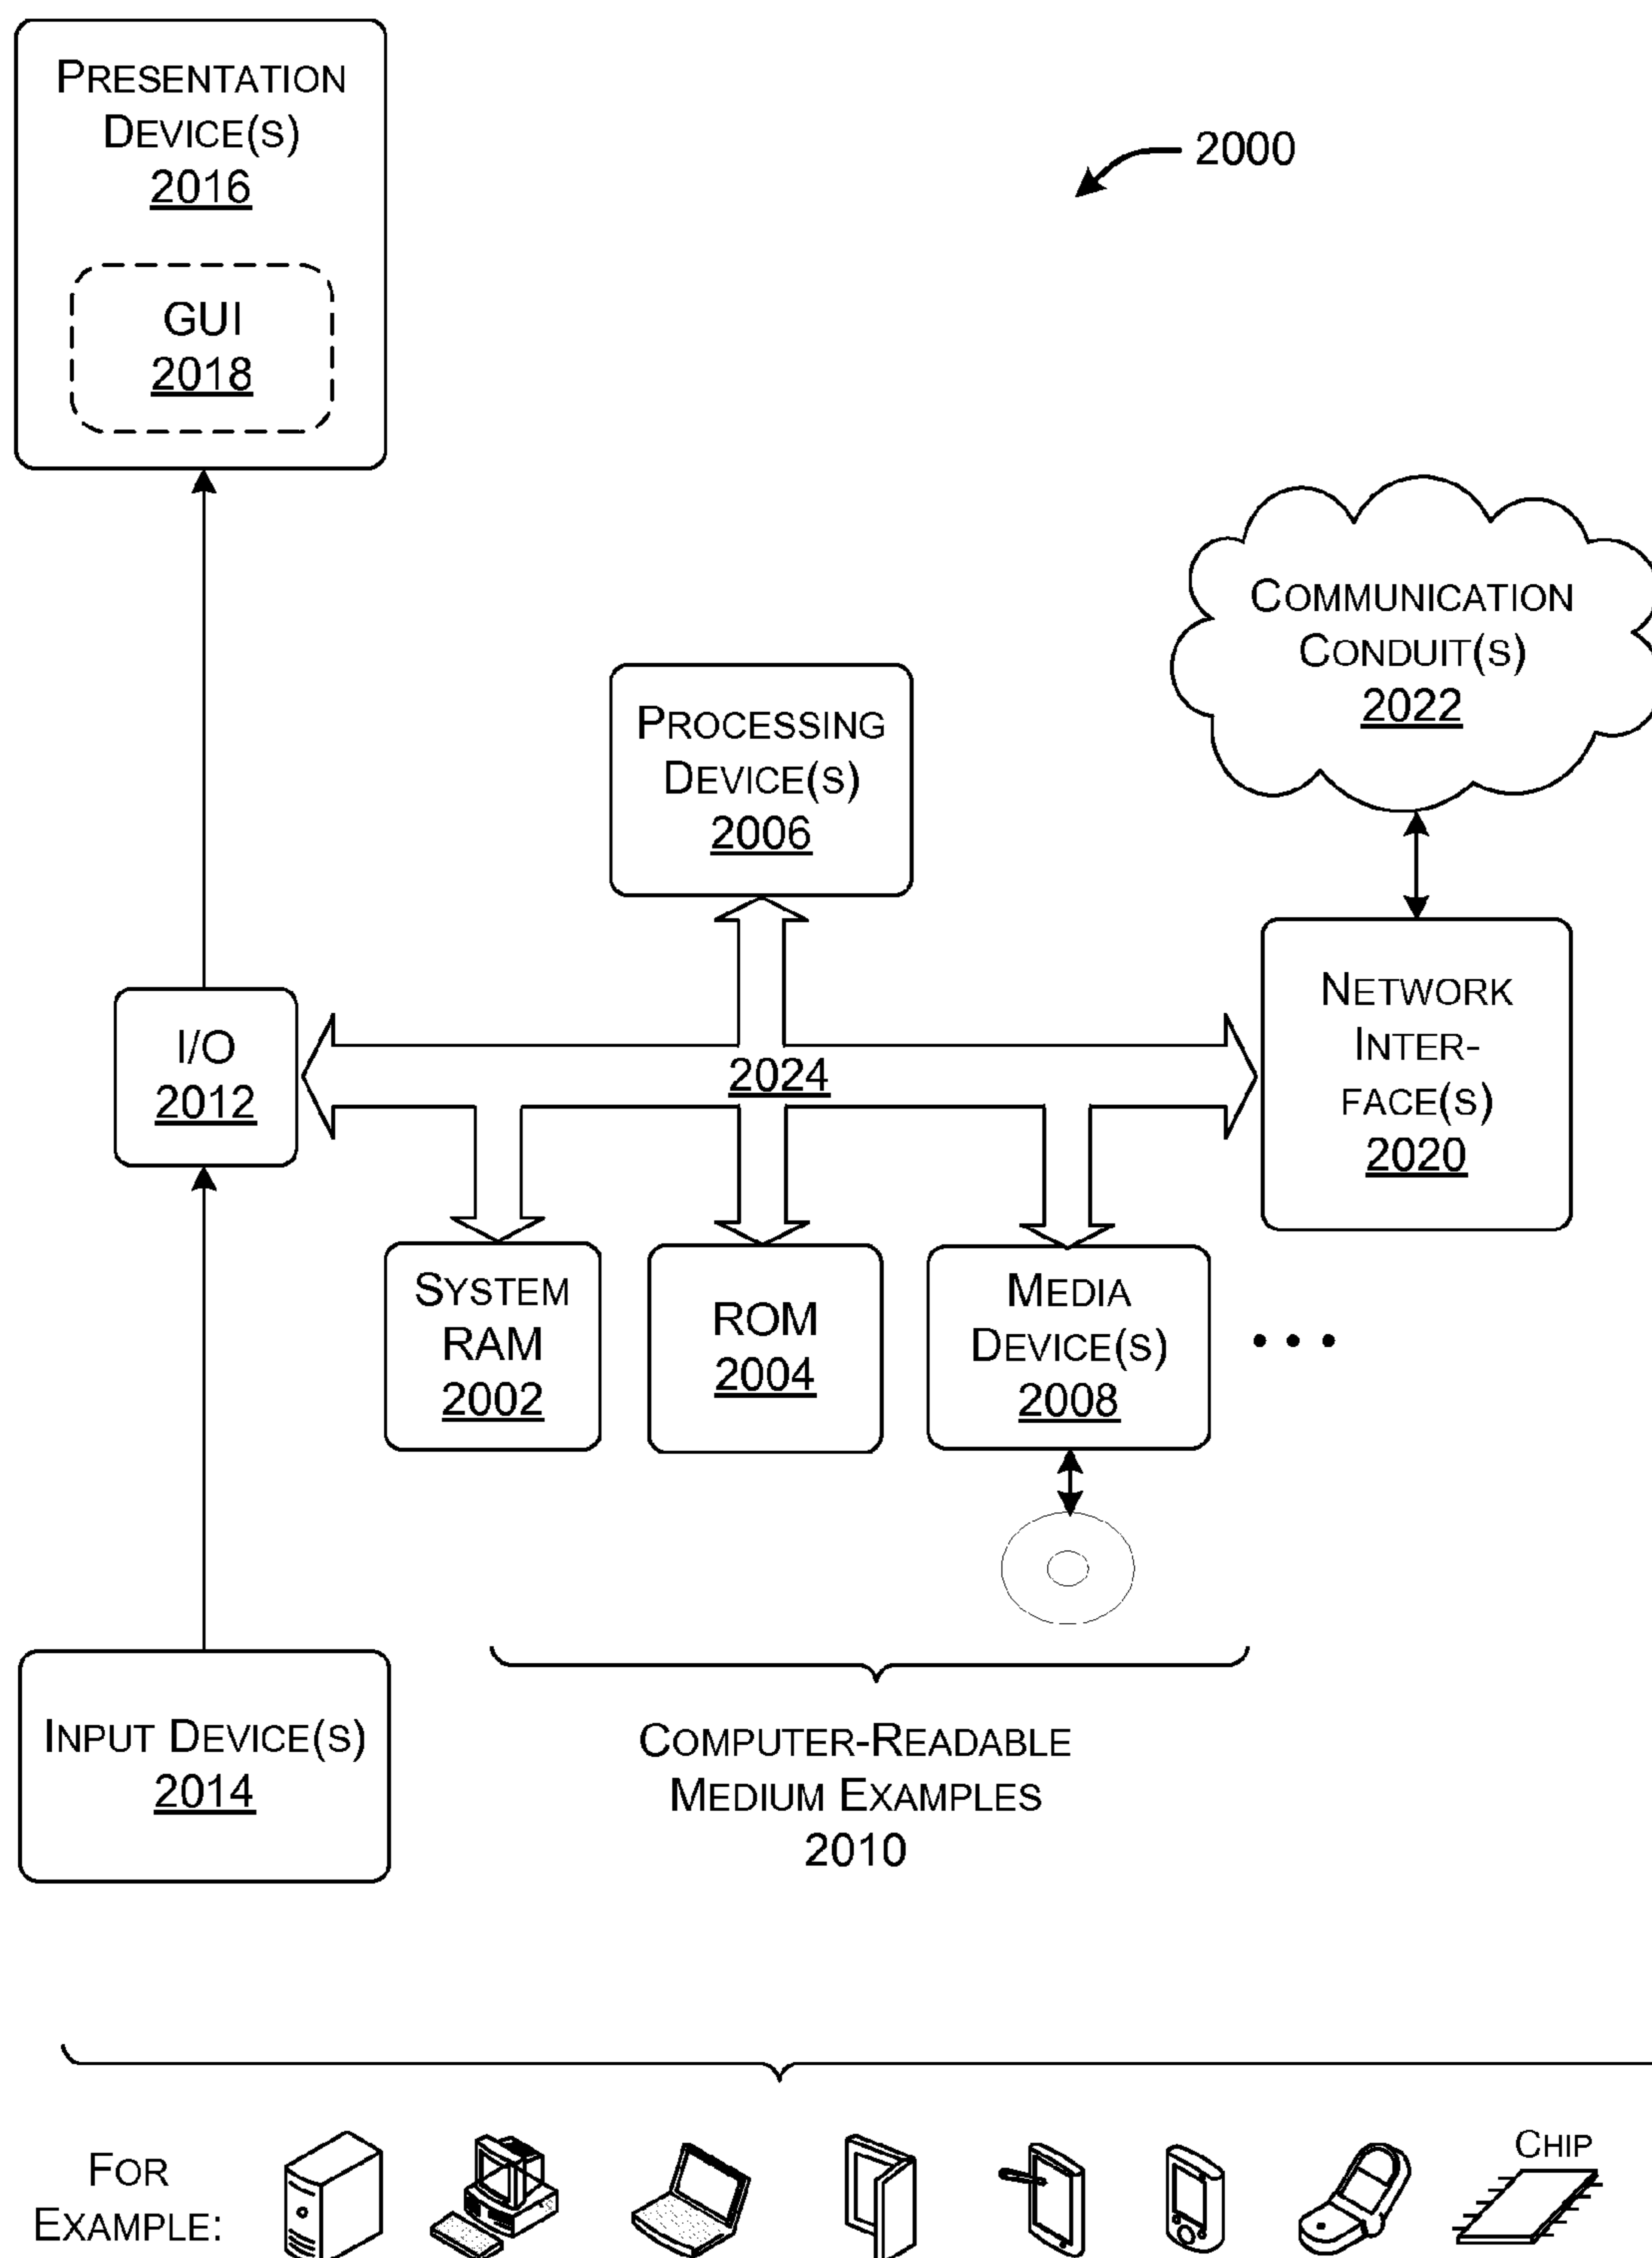 PRESENTATION
DEVICE(S)
2016
GUI
2018
2000
COMMUNICATION
CONDUIT(S)
2022
PROCESSING
DEVICE(S)
2006
NETWORK
INTER-
FACE(S)
2020
I/O
2012
2024
SYSTEM
RAM
2002
ROM
2004
MEDIA
DEVICE(S)
2008
INPUT DEVICE(S)
2014
COMPUTER-READABLE
MEDIUM EXAMPLES
2010
FOR
EXAMPLE:
CHIP